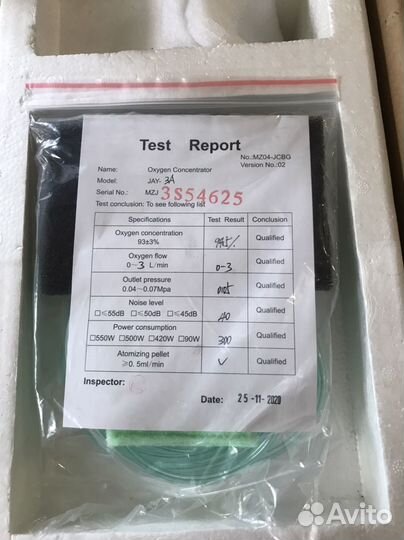 Test Report
No.:MZ04-JCBG
Version No.:02
Name: Oxygen Concentrator
Model: JAY- 3A
Serial No.: MZJ 3S54625
Test conclusion: To see following list
Specifications Test Result Conclusion
Oxygen concentration
93±3% Qualified
Oxygen flow
0~3 L/min 0-3 Qualified
Outlet pressure
0.04~0.07Mpa Qualified
Noise level
□≤55dB □≤50dB □≤45dB Qualified
Power consumption
□550W □500W □420W □90W 300 Qualified
Atomizing pellet
≥0. 5ml/min ✓ Qualified
Inspector:
Date: 25-11-2020
Avito